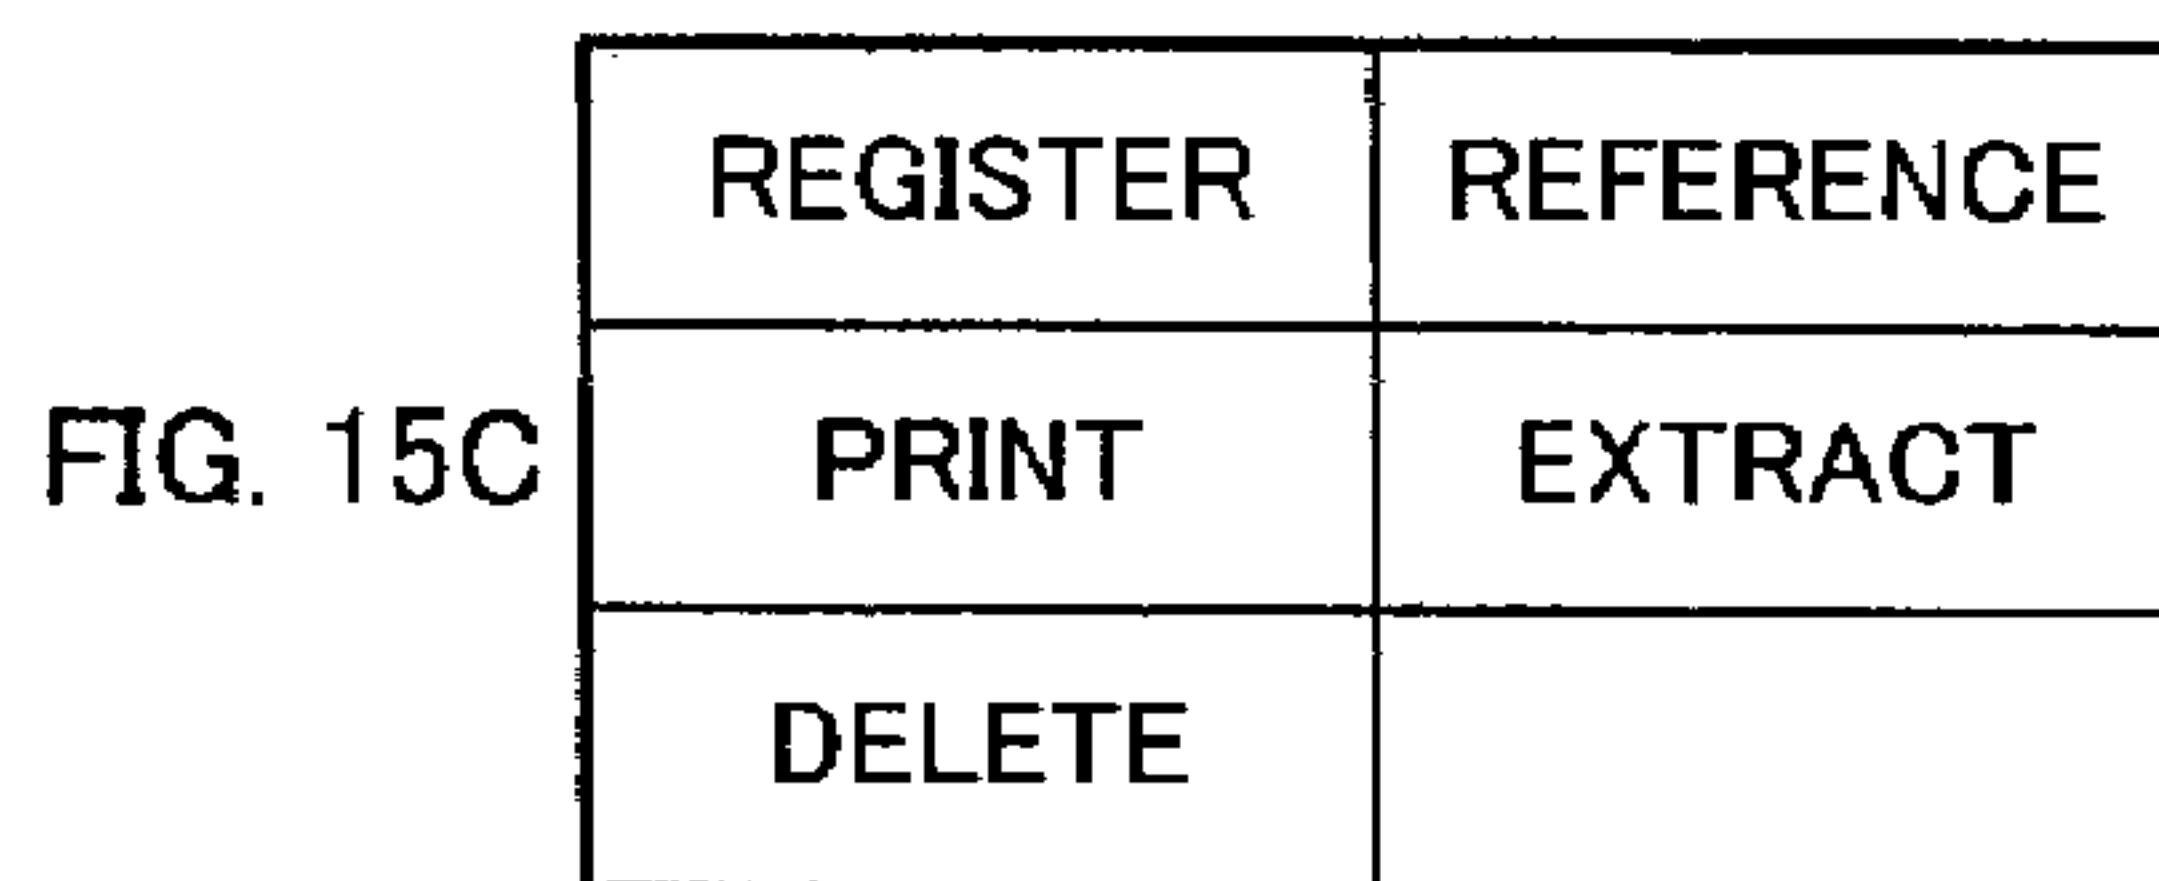 REGISTER REFERENCE
FIG. 15C PRINT EXTRACT
DELETE